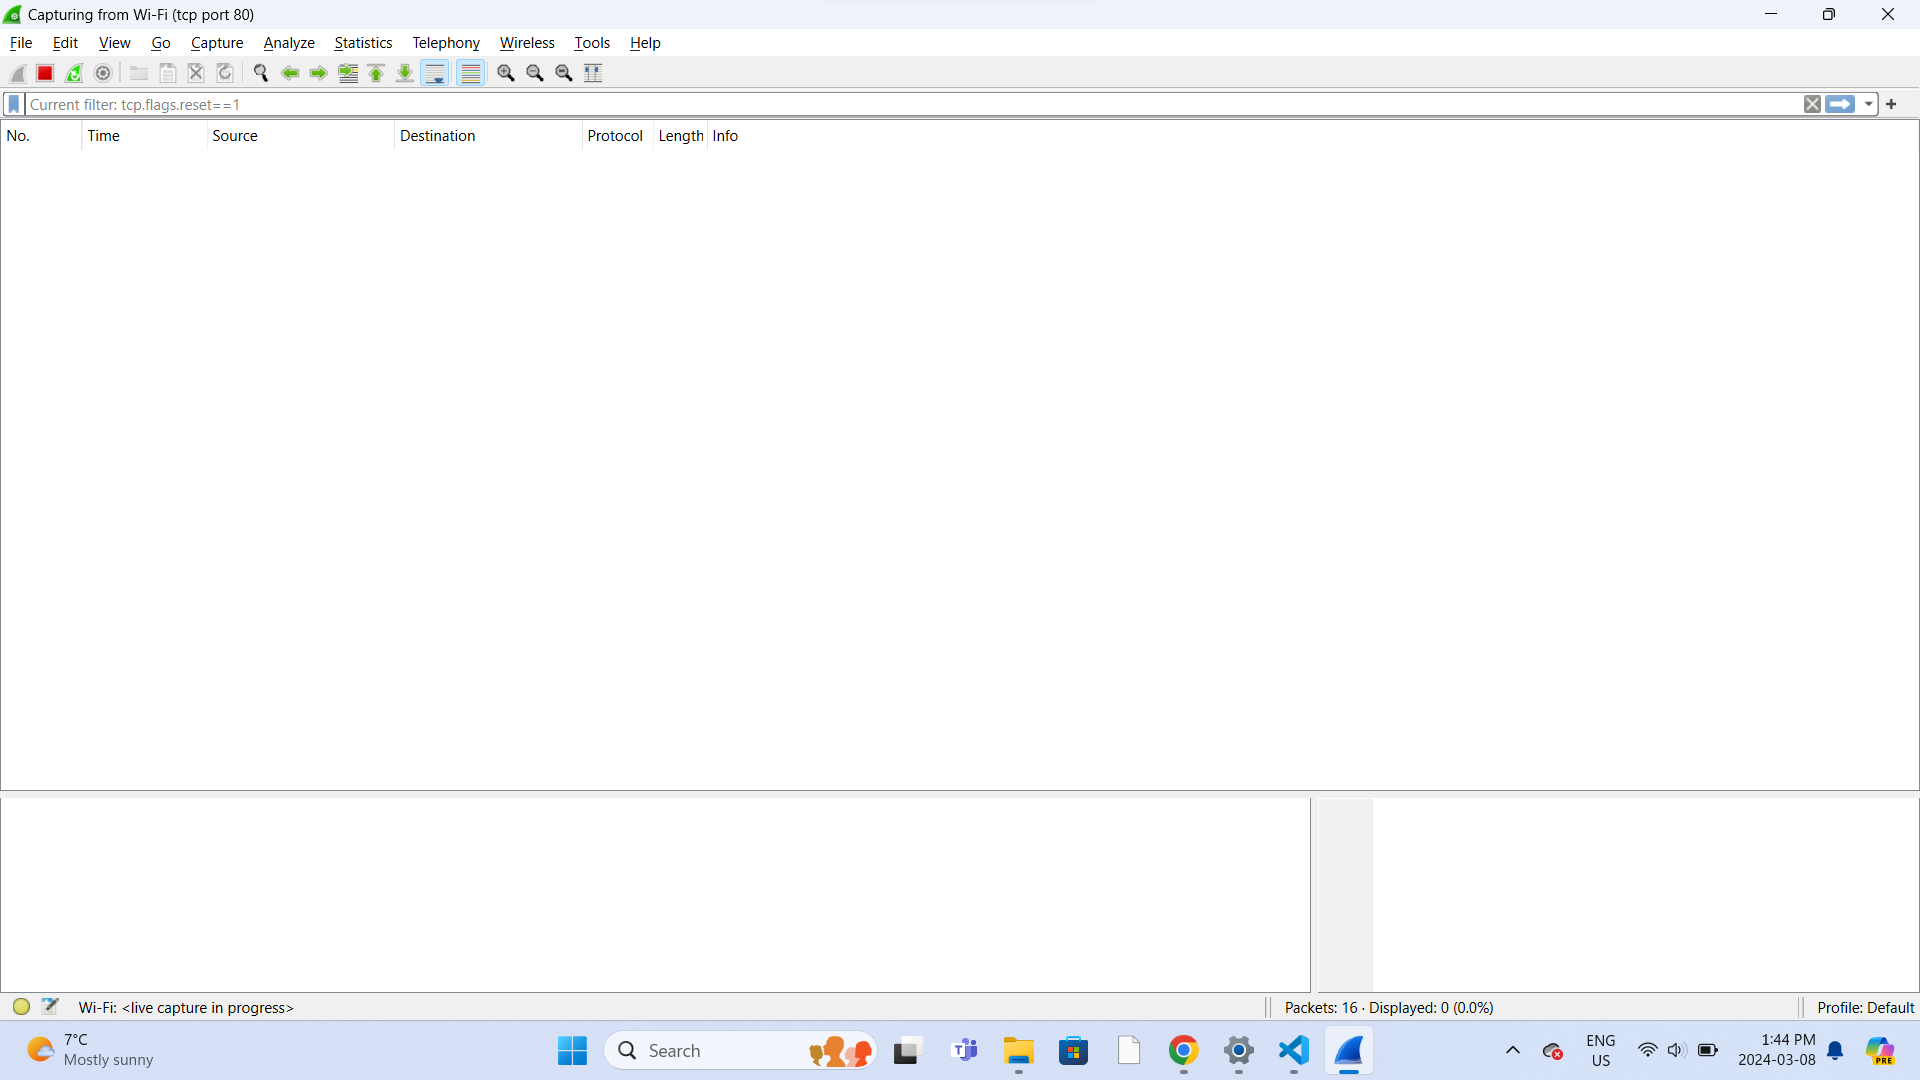 Capturing from Wi-Fi (tcp port 80)
File Edit View Go Capture Analyze Statistics Telephony Wireless Tools Help
Current filter: tcp.flags.reset==1
No. Time Source Destination Protocol Length Info
Wi-Fi: <live capture in progress> Packets: 16 · Displayed: 0 (0.0%) Profile: Default
7°C
Mostly sunny
Search
ENG
US
1:44 PM
2024-03-08
PRE